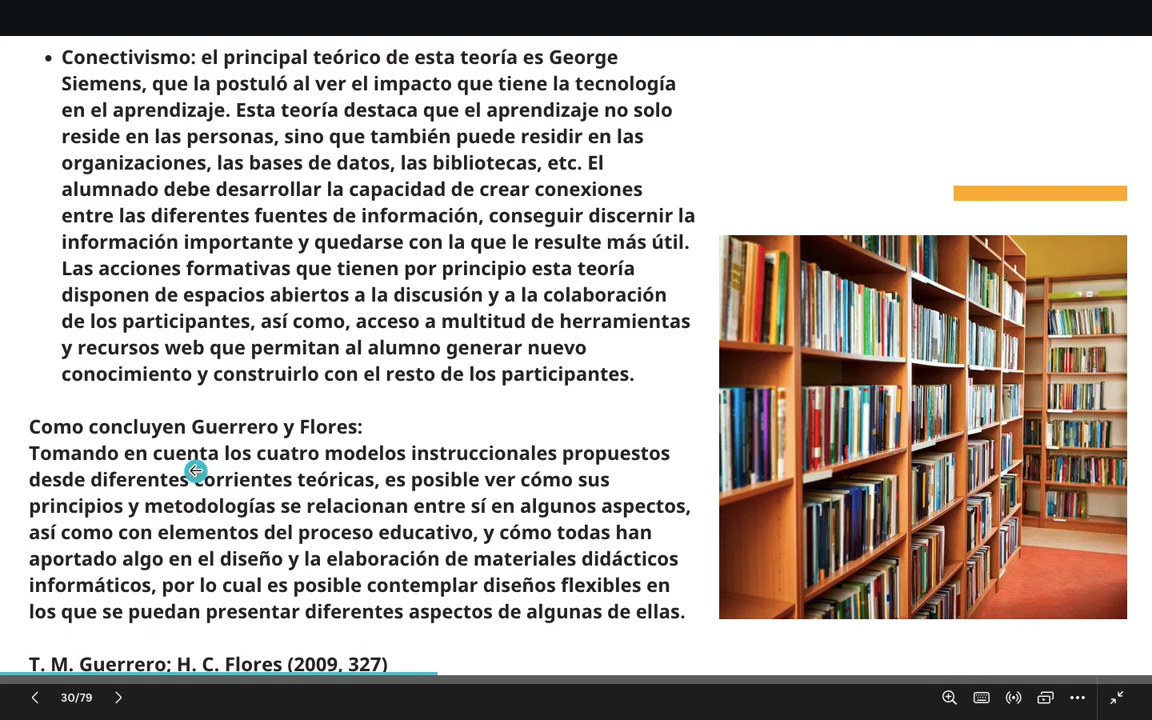 • Conectivismo: el principal teórico de esta teoría es George
Siemens, que la postuló al ver el impacto que tiene la tecnología
en el aprendizaje. Esta teoría destaca que el aprendizaje no solo
reside en las personas, sino que también puede residir en las
organizaciones, las bases de datos, las bibliotecas, etc. El
alumnado debe desarrollar la capacidad de crear conexiones
entre las diferentes fuentes de información, conseguir discernir la
información importante y quedarse con la que le resulte más útil.
Las acciones formativas que tienen por principio esta teoría
disponen de espacios abiertos a la discusión y a la colaboración
de los participantes, así como, acceso a multitud de herramientas
y recursos web que permitan al alumno generar nuevo
conocimiento y construirlo con el resto de los participantes.
Como concluyen Guerrero y Flores:
Tomando en cuenta los cuatro modelos instruccionales propuestos
desde diferentes corrientes teóricas, es posible ver cómo sus
principios y metodologías se relacionan entre sí en algunos aspectos,
así como con elementos del proceso educativo, y cómo todas han
aportado algo en el diseño y la elaboración de materiales didácticos
informáticos, por lo cual es posible contemplar diseños flexibles en
los que se puedan presentar diferentes aspectos de algunas de ellas.
T. M. Guerrero; H. C. Flores (2009, 327)
30/79